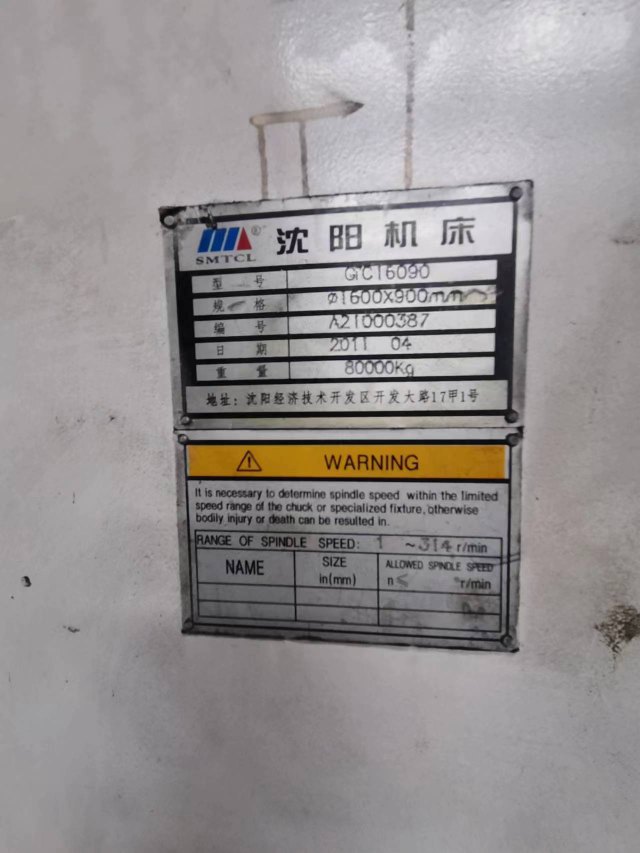 SMTCL ® 沈阳机床
型号 GTC16090
规格 Ø1600X900mm
编号 A21000387
日期 2011 04
重量 80000Kg
地址：沈阳经济技术开发区开发大路17甲1号
WARNING
It is necessary to determine spindle speed within the limited
speed range of the chuck or specialized fixture, otherwise
bodily injury or death can be resulted in.
RANGE OF SPINDLE SPEED: 1 ~314 r/min
NAME SIZE in(mm) ALLOWED SPINDLE SPEED n≤ r/min